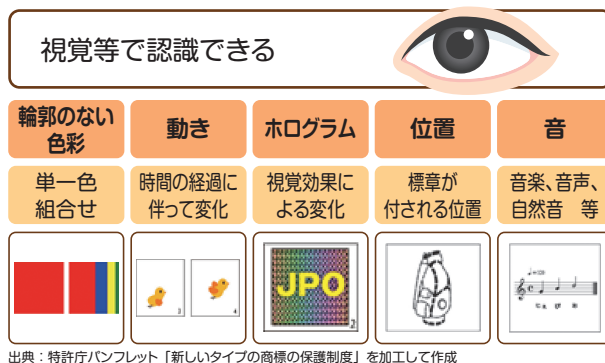 視覚等で認識できる
輪郭のない
色彩
動き
ホログラム
位置
音
単一色
組合せ
時間の経過に
伴って変化
視覚効果に
よる変化
標章が
付される位置
音楽、音声、
自然音 等
3
4
JPO
2
出典：特許庁パンフレット「新しいタイプの商標の保護制度」を加工して作成